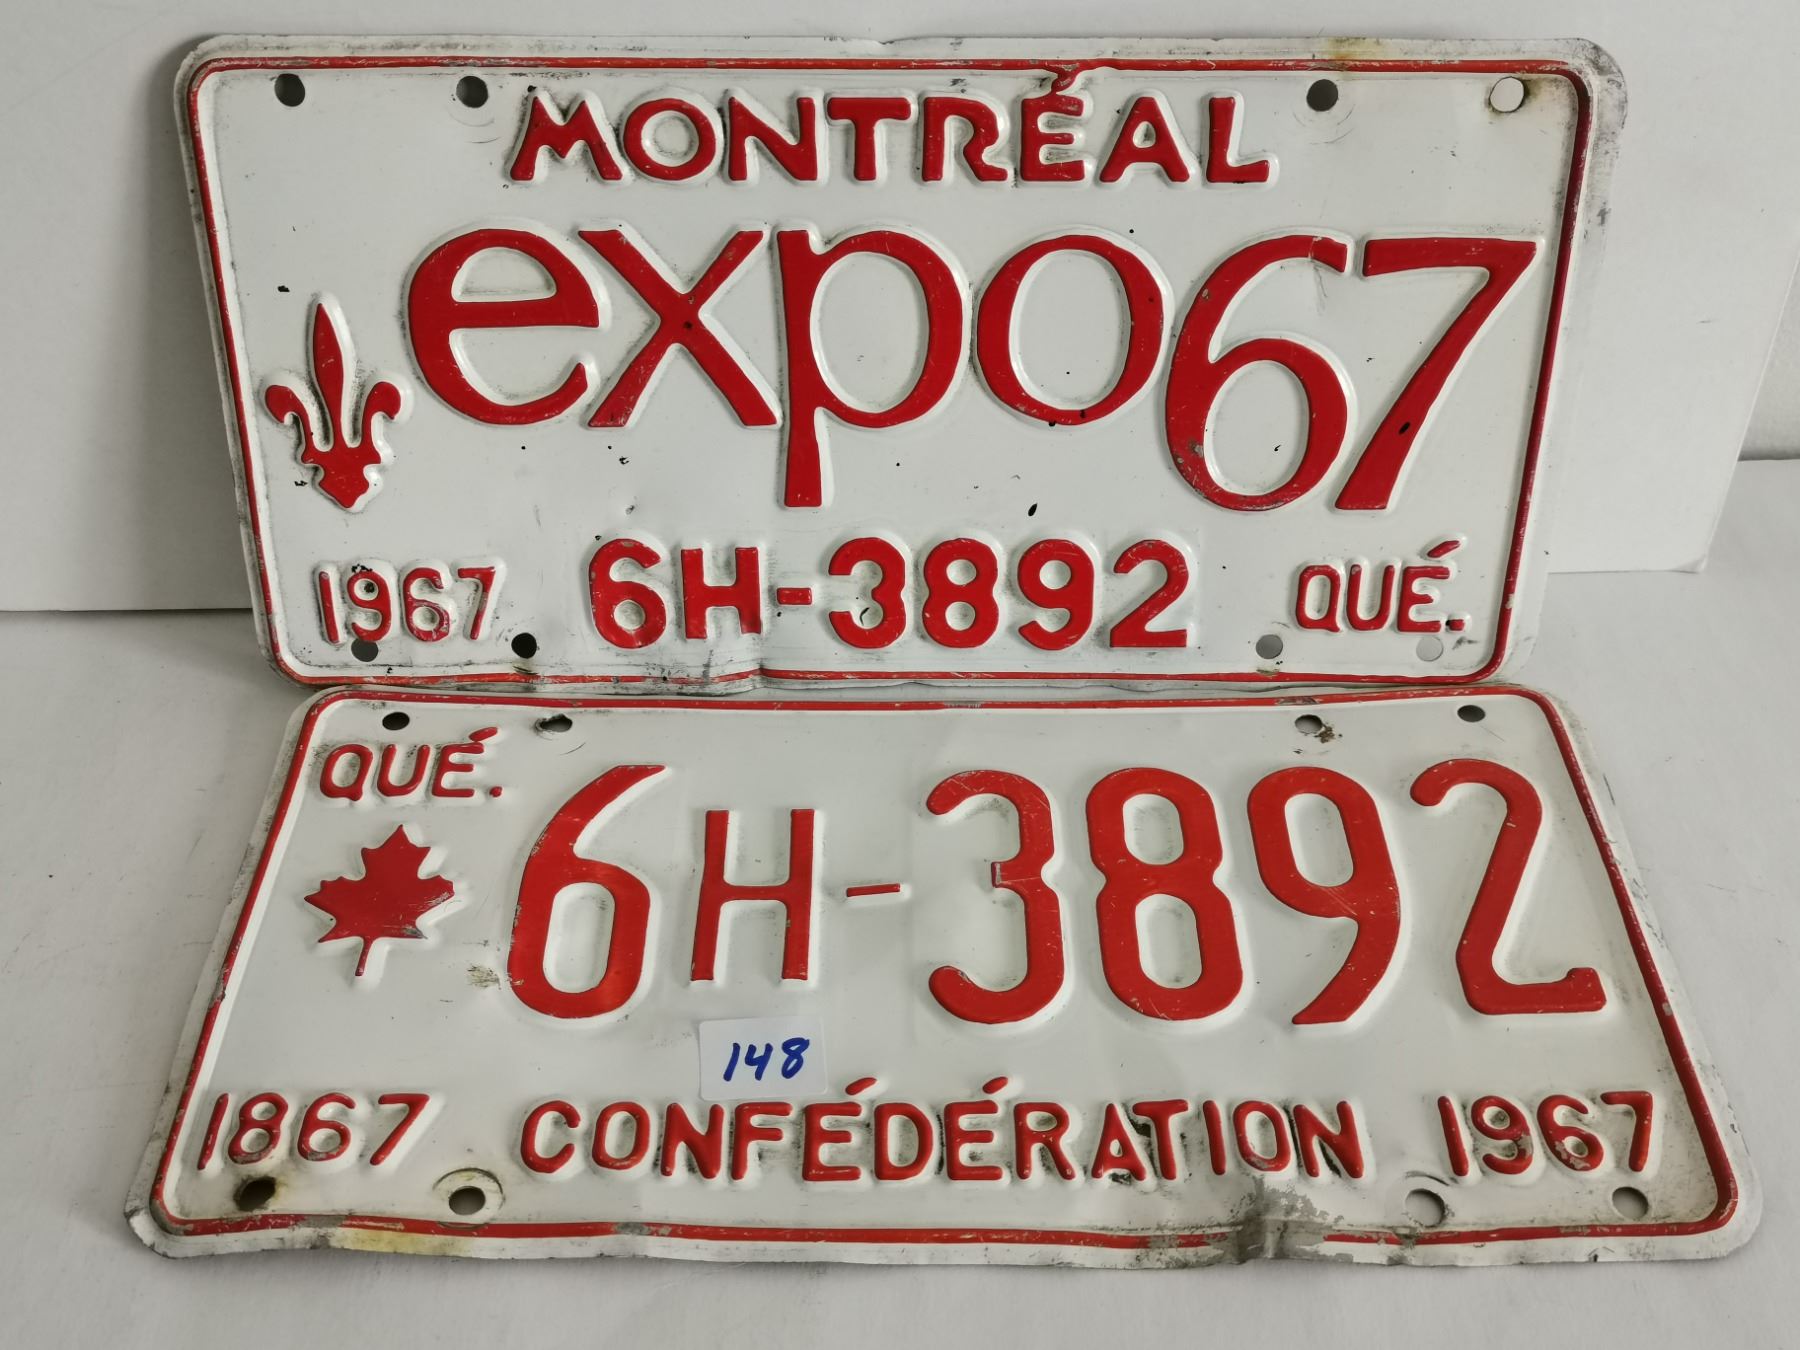 MONTRÉAL
expo67
1967 6H-3892 QUÉ.
QUÉ.
6H-3892
148
1867 CONFÉDÉRATION 1967